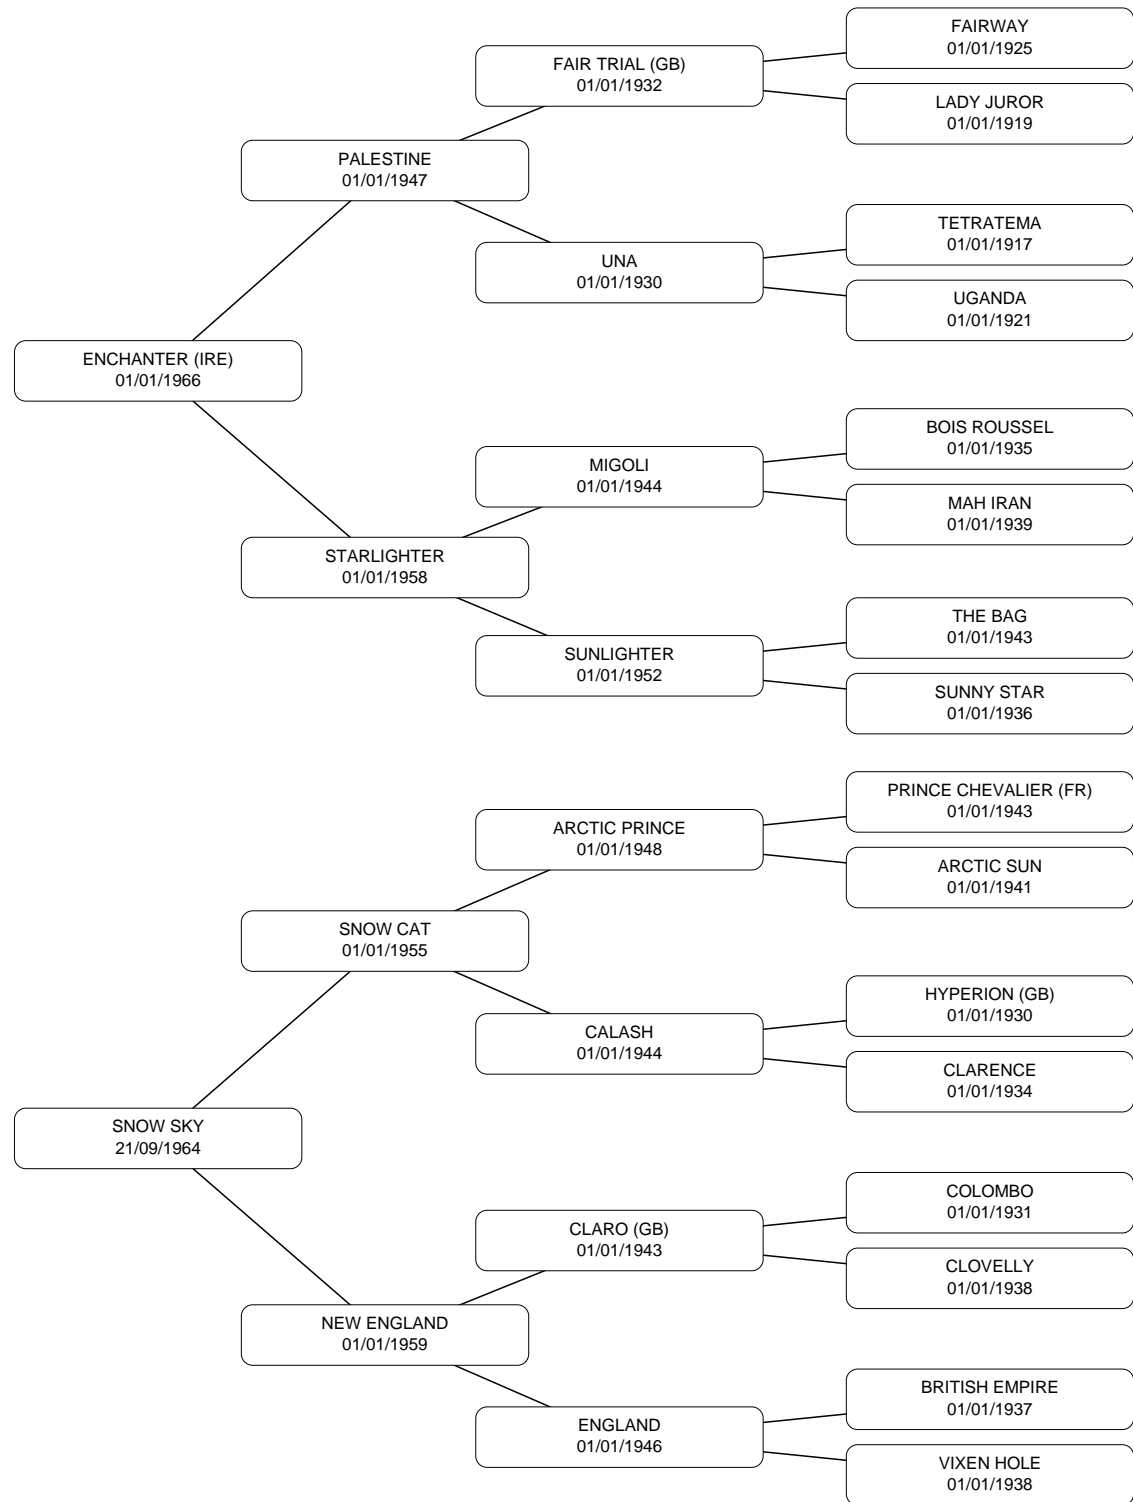 FAIRWAY
01/01/1925
FAIR TRIAL (GB)
01/01/1932
LADY JUROR
01/01/1919
PALESTINE
01/01/1947
TETRATEMA
01/01/1917
UNA
01/01/1930
UGANDA
01/01/1921
ENCHANTER (IRE)
01/01/1966
BOIS ROUSSEL
01/01/1935
MIGOLI
01/01/1944
MAH IRAN
01/01/1939
STARLIGHTER
01/01/1958
THE BAG
01/01/1943
SUNLIGHTER
01/01/1952
SUNNY STAR
01/01/1936
PRINCE CHEVALIER (FR)
01/01/1943
ARCTIC PRINCE
01/01/1948
ARCTIC SUN
01/01/1941
SNOW CAT
01/01/1955
HYPERION (GB)
01/01/1930
CALASH
01/01/1944
CLARENCE
01/01/1934
SNOW SKY
21/09/1964
COLOMBO
01/01/1931
CLARO (GB)
01/01/1943
CLOVELLY
01/01/1938
NEW ENGLAND
01/01/1959
BRITISH EMPIRE
01/01/1937
ENGLAND
01/01/1946
VIXEN HOLE
01/01/1938